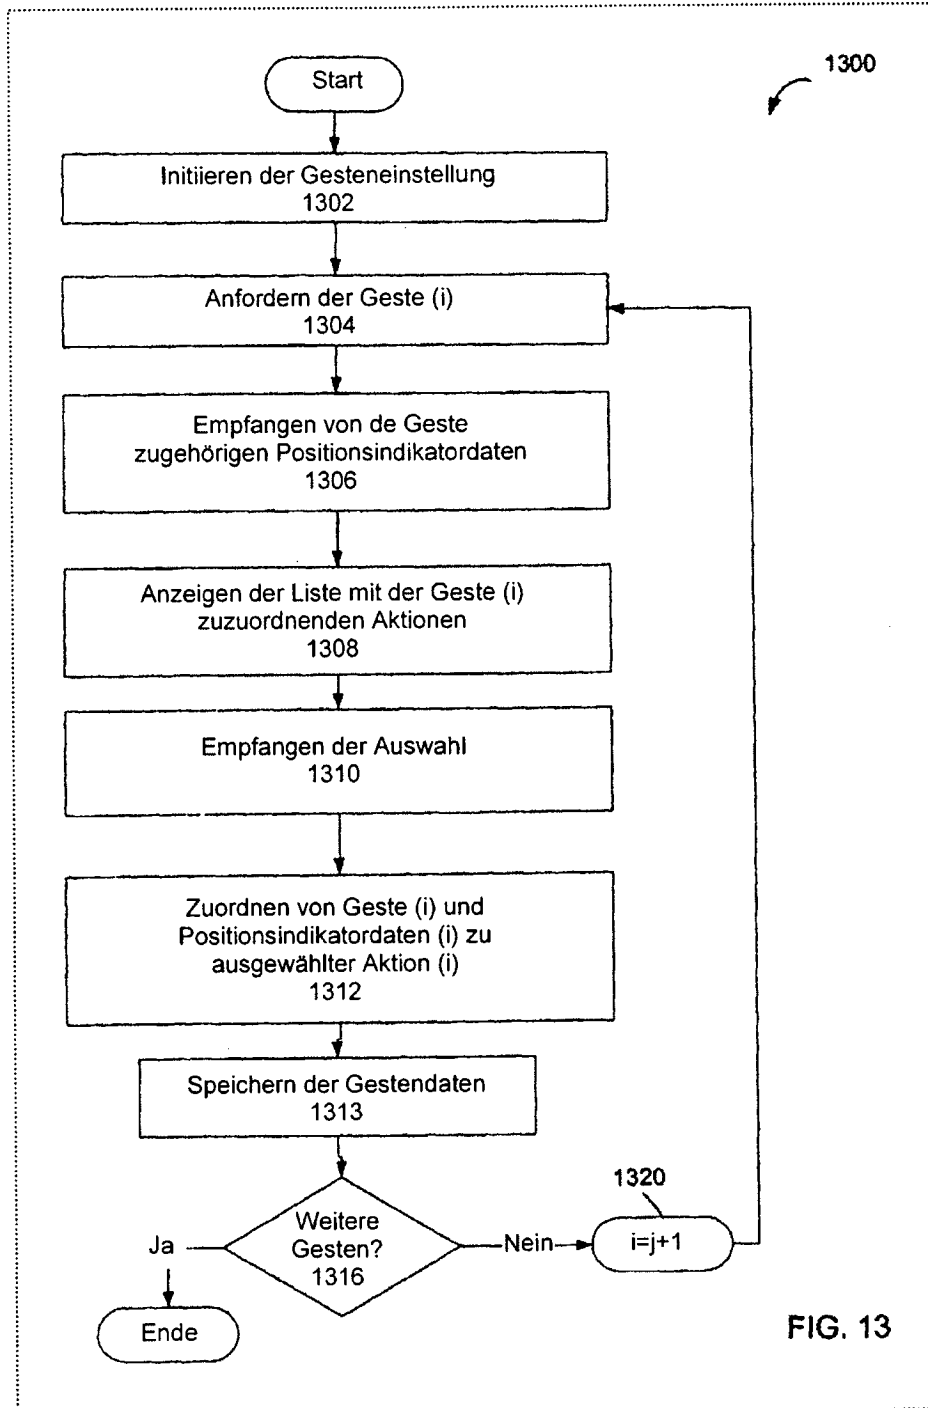 Start
1300
Initiieren der Gesteneinstellung
1302
Anfordern der Geste (i)
1304
Empfangen von de Geste
zugehörigen Positionsindikatordaten
1306
Anzeigen der Liste mit der Geste (i)
zuzuordnenden Aktionen
1308
Empfangen der Auswahl
1310
Zuordnen von Geste (i) und
Positionsindikatordaten (i) zu
ausgewählter Aktion (i)
1312
Speichern der Gestendaten
1313
Weitere
Gesten?
1316
Ja
Nein
1320
i=j+1
Ende
FIG. 13